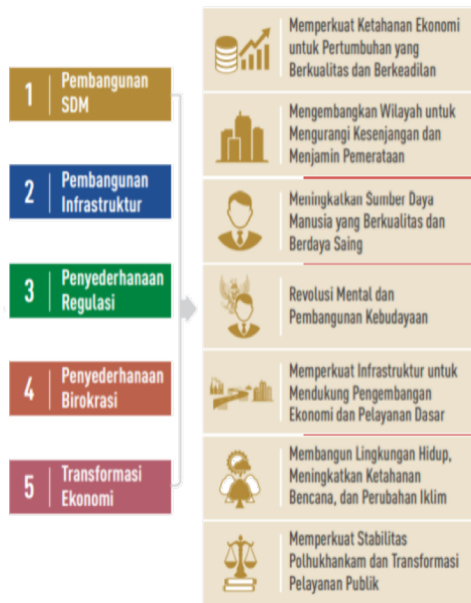 1
Pembangunan
SDM
2
Pembangunan
Infrastruktur
3
Penyederhanaan
Regulasi
4
Penyederhanaan
Birokrasi
5
Transformasi
Ekonomi
Memperkuat Ketahanan Ekonomi
untuk Pertumbuhan yang
Berkualitas dan Berkeadilan
Mengembangkan Wilayah untuk
Mengurangi Kesenjangan dan
Menjamin Pemerataan
Meningkatkan Sumber Daya
Manusia yang Berkualitas dan
Berdaya Saing
Revolusi Mental dan
Pembangunan Kebudayaan
Memperkuat Infrastruktur untuk
Mendukung Pengembangan
Ekonomi dan Pelayanan Dasar
Membangun Lingkungan Hidup,
Meningkatkan Ketahanan
Bencana, dan Perubahan Iklim
Memperkuat Stabilitas
Polhukhankam dan Transformasi
Pelayanan Publik